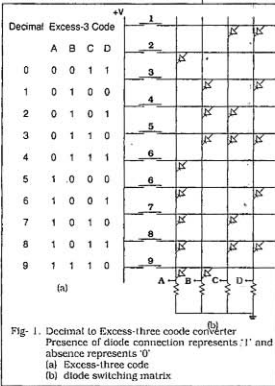 Decimal Excess-3 Code
A B C D
0 0 0 1 1
1 0 1 0 0
2 0 1 0 1
3 0 1 1 0
4 0 1 1 1
5 1 .0 0 0
6 1 0 0 1
7 1 0 1 0
8 1 0 1 1
9 1 1 1 0
(a)
+V
1
2
3
4
5
6
6
7
8
9
A B C D
(b)
Fig- 1. Decimal to Excess-three coode converter
Presence of diode connection represents ;'1' and
absence represents '0'
(a) Excess-three code
(b) diode switching matrix